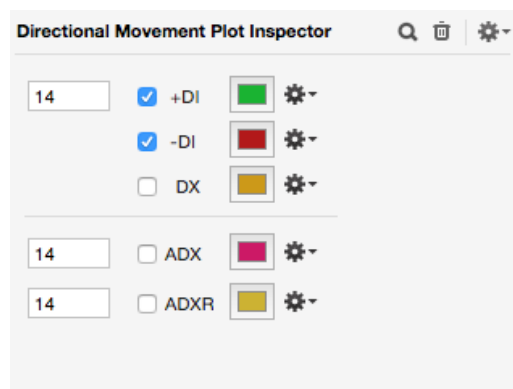 Directional Movement Plot Inspector
14 +DI
-DI
DX
14 ADX
14 ADXR